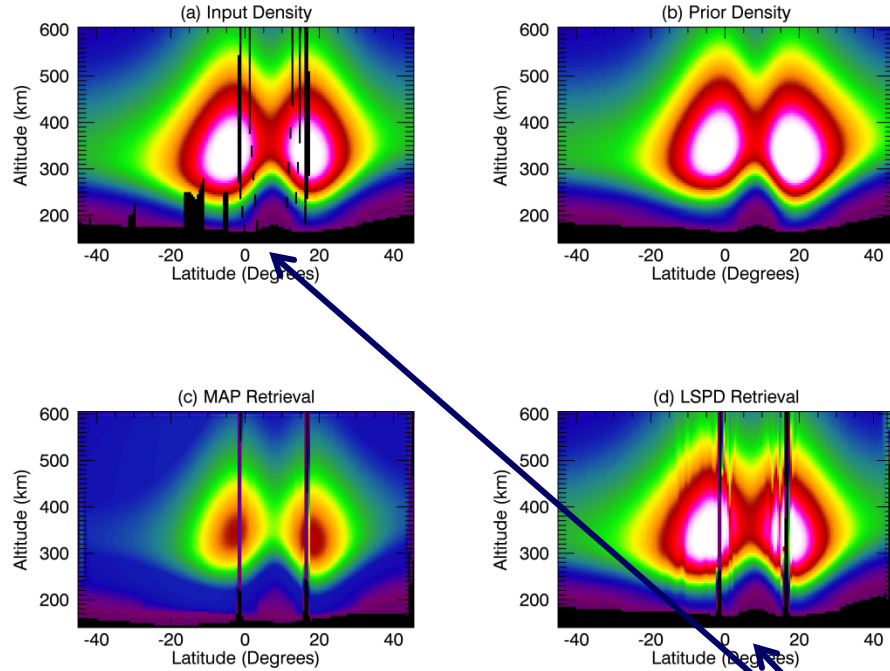 (a) Input Density
600
500
400
300
200
Altitude (km)
-40 -20 0 20 40
Latitude (Degrees)
(b) Prior Density
600
500
400
300
200
Altitude (km)
-40 -20 0 20 40
Latitude (Degrees)
(c) MAP Retrieval
600
500
400
300
200
Altitude (km)
-40 -20 0 20 40
Latitude (Degrees)
(d) LSPD Retrieval
600
500
400
300
200
Altitude (km)
-40 -20 0 20 40
Latitude (Degrees)